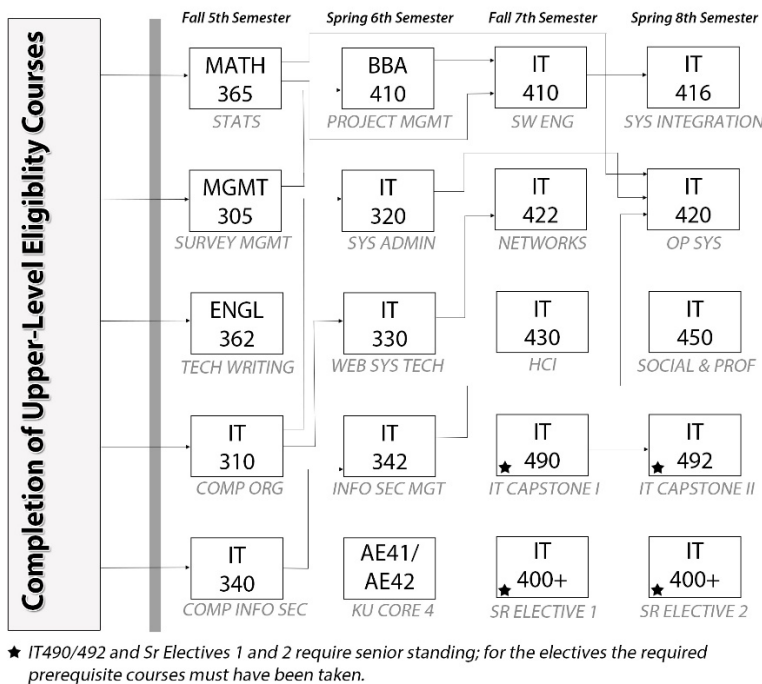 Fall 5th Semester
Spring 6th Semester
Fall 7th Semester
Spring 8th Semester
Completion of Upper-Level Eligiblity Courses
MATH
365
STATS
BBA
410
PROJECT MGMT
IT
410
SW ENG
IT
416
SYS INTEGRATION
MGMT
305
SURVEY MGMT
IT
320
SYS ADMIN
IT
422
NETWORKS
IT
420
OP SYS
ENGL
362
TECH WRITING
IT
330
WEB SYS TECH
IT
430
HCI
IT
450
SOCIAL & PROF
IT
310
COMP ORG
IT
342
INFO SEC MGT
IT
490
IT CAPSTONE I
IT
492
IT CAPSTONE II
IT
340
COMP INFO SEC
AE41/
AE42
KU CORE 4
IT
400+
SR ELECTIVE 1
IT
400+
SR ELECTIVE 2
★ IT490/492 and Sr Electives 1 and 2 require senior standing; for the electives the required
prerequisite courses must have been taken.